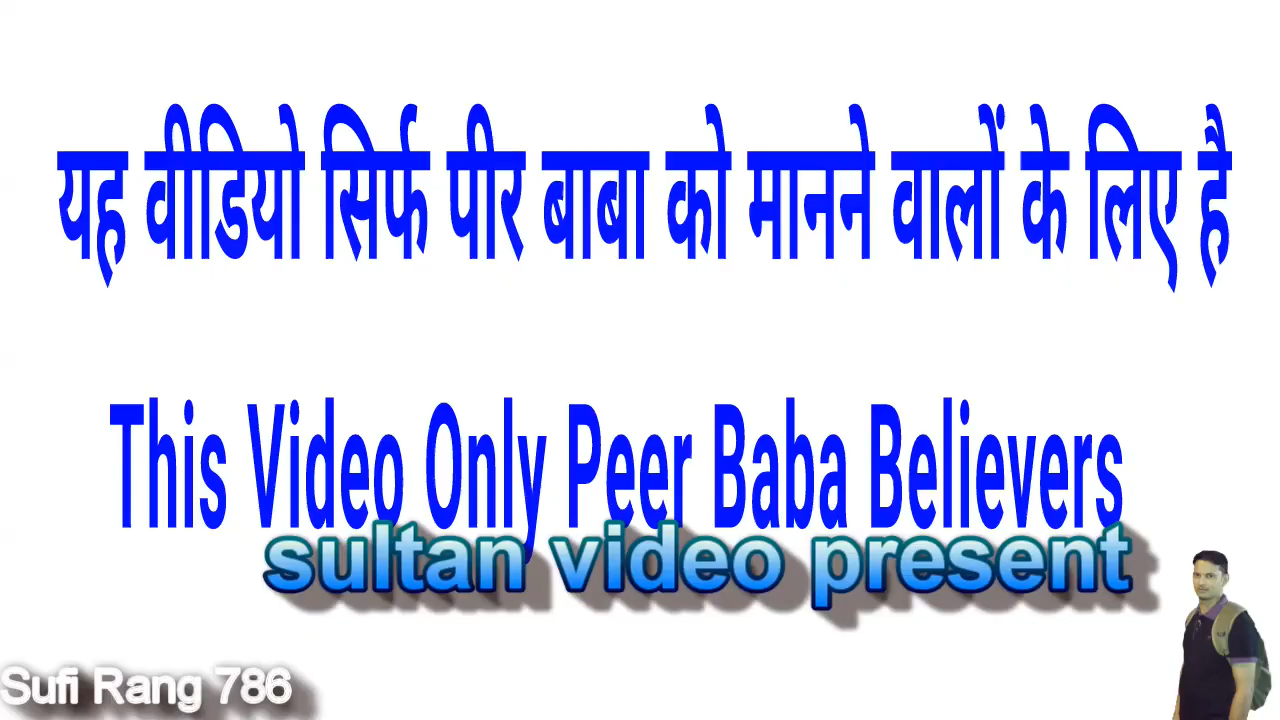 यह वीडियो सिर्फ पीर बाबा को मानने वालों के लिए है
This Video Only Peer Baba Believers
sultan video present
Sufi Rang 786